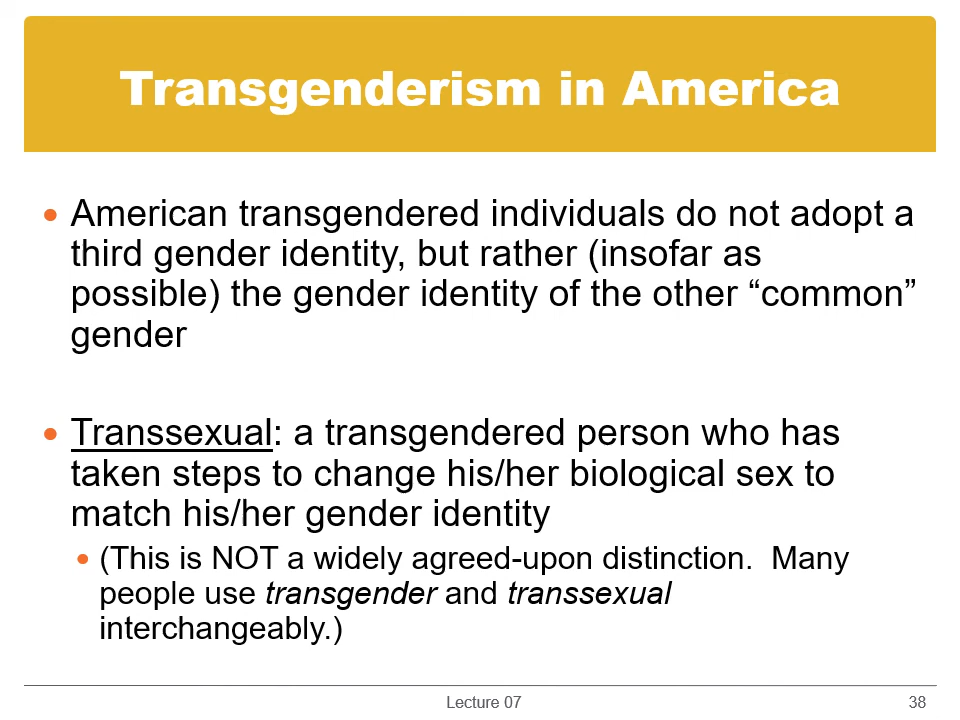 Transgenderism in America
• American transgendered individuals do not adopt a
third gender identity, but rather (insofar as
possible) the gender identity of the other “common”
gender
• Transsexual: a transgendered person who has
taken steps to change his/her biological sex to
match his/her gender identity
• (This is NOT a widely agreed-upon distinction.  Many
people use transgender and transsexual
interchangeably.)
Lecture 07
38